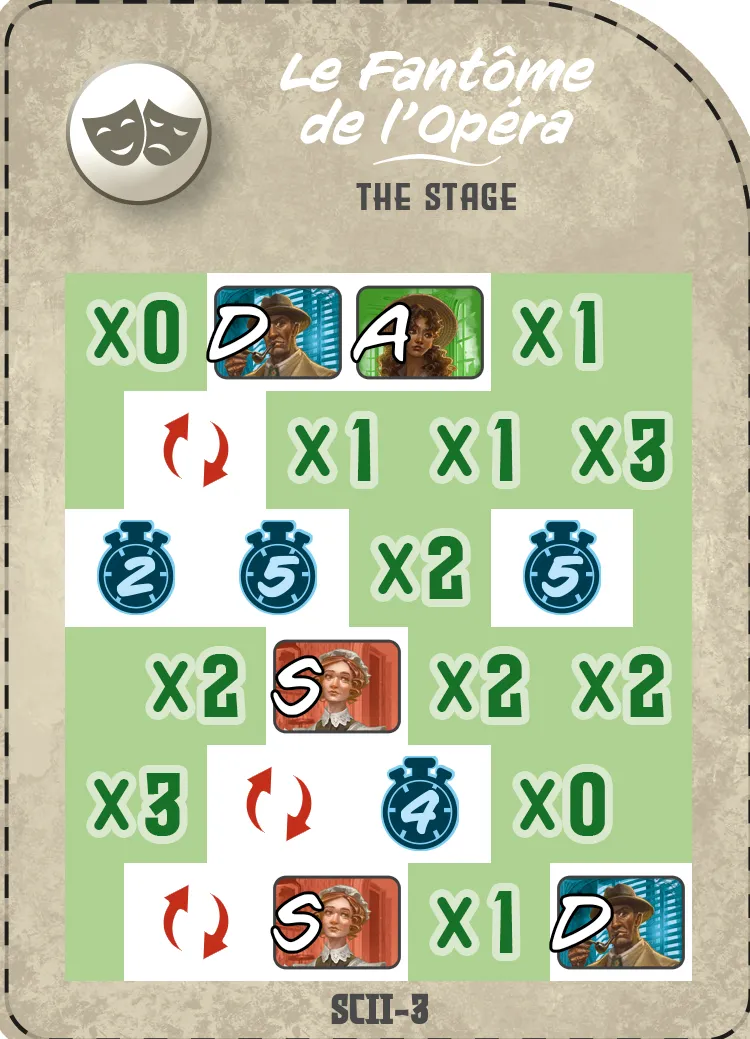 Le Fantôme
de l'Opéra
THE STAGE
X0 D A X1
X1 X1 X3
2 5 X2 5
X2 S X2 X2
X3 4 X0
S X1 D
SCII-3